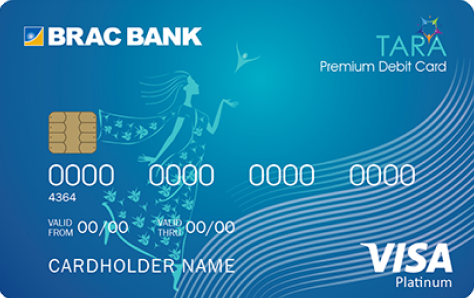 BRAC BANK
TARA
Premium Debit Card
0000 0000 0000 0000
4364
VALID FROM 00/00 VALID THRU 00/00
CARDHOLDER NAME
VISA
Platinum